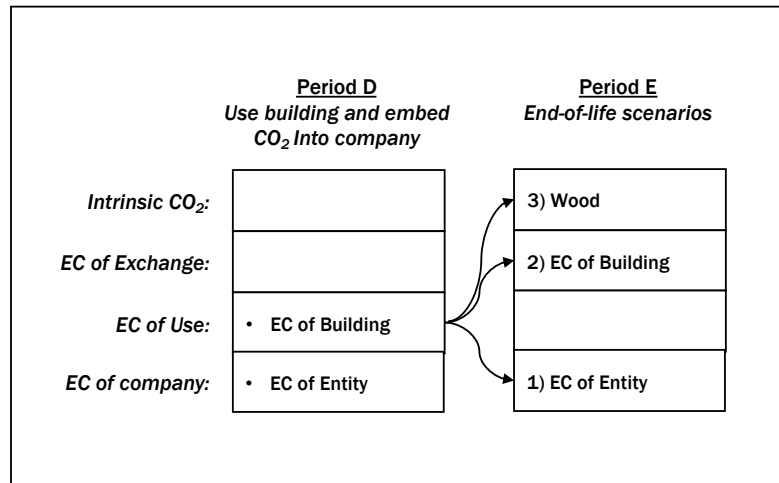 Period D
Use building and embed
CO₂ Into company
Period E
End-of-life scenarios
Intrinsic CO₂:
3) Wood
EC of Exchange:
2) EC of Building
EC of Use:
• EC of Building
EC of company:
• EC of Entity
1) EC of Entity